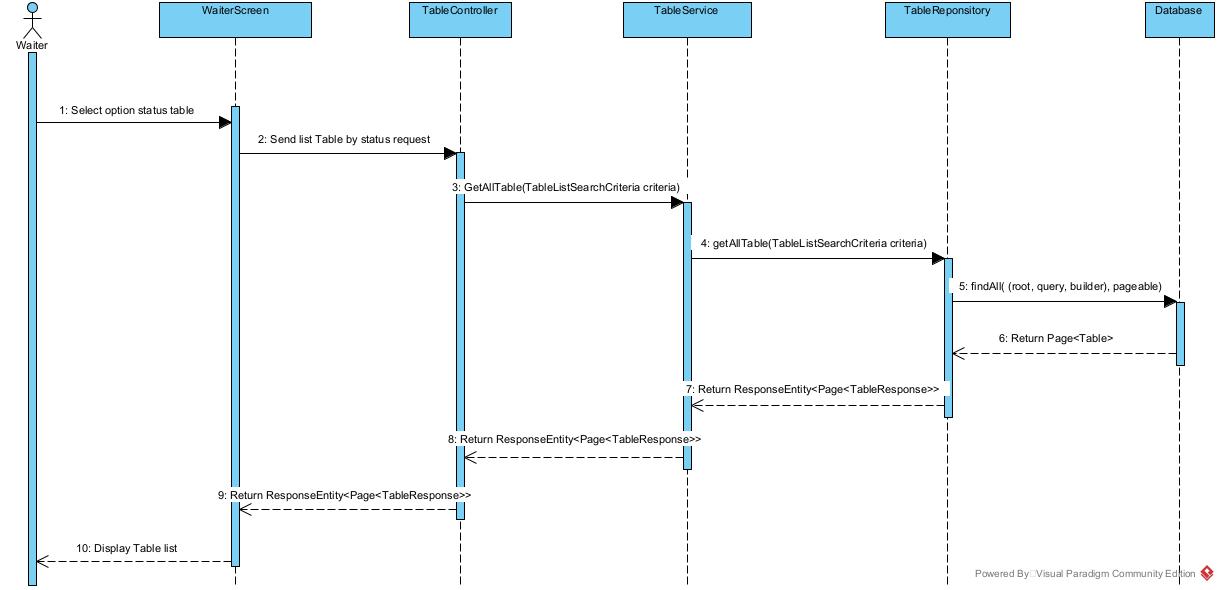 WaiterScreen
TableController
TableService
TableReponsitory
Database
Waiter
1: Select option status table
2: Send list Table by status request
3: GetAllTable(TableListSearchCriteria criteria)
4: getAllTable(TableListSearchCriteria criteria)
5: findAll( (root, query, builder), pageable)
6: Return Page<Table>
7: Return ResponseEntity<Page<TableResponse>>
8: Return ResponseEntity<Page<TableResponse>>
9: Return ResponseEntity<Page<TableResponse>>
10: Display Table list
Powered By Visual Paradigm Community Edition